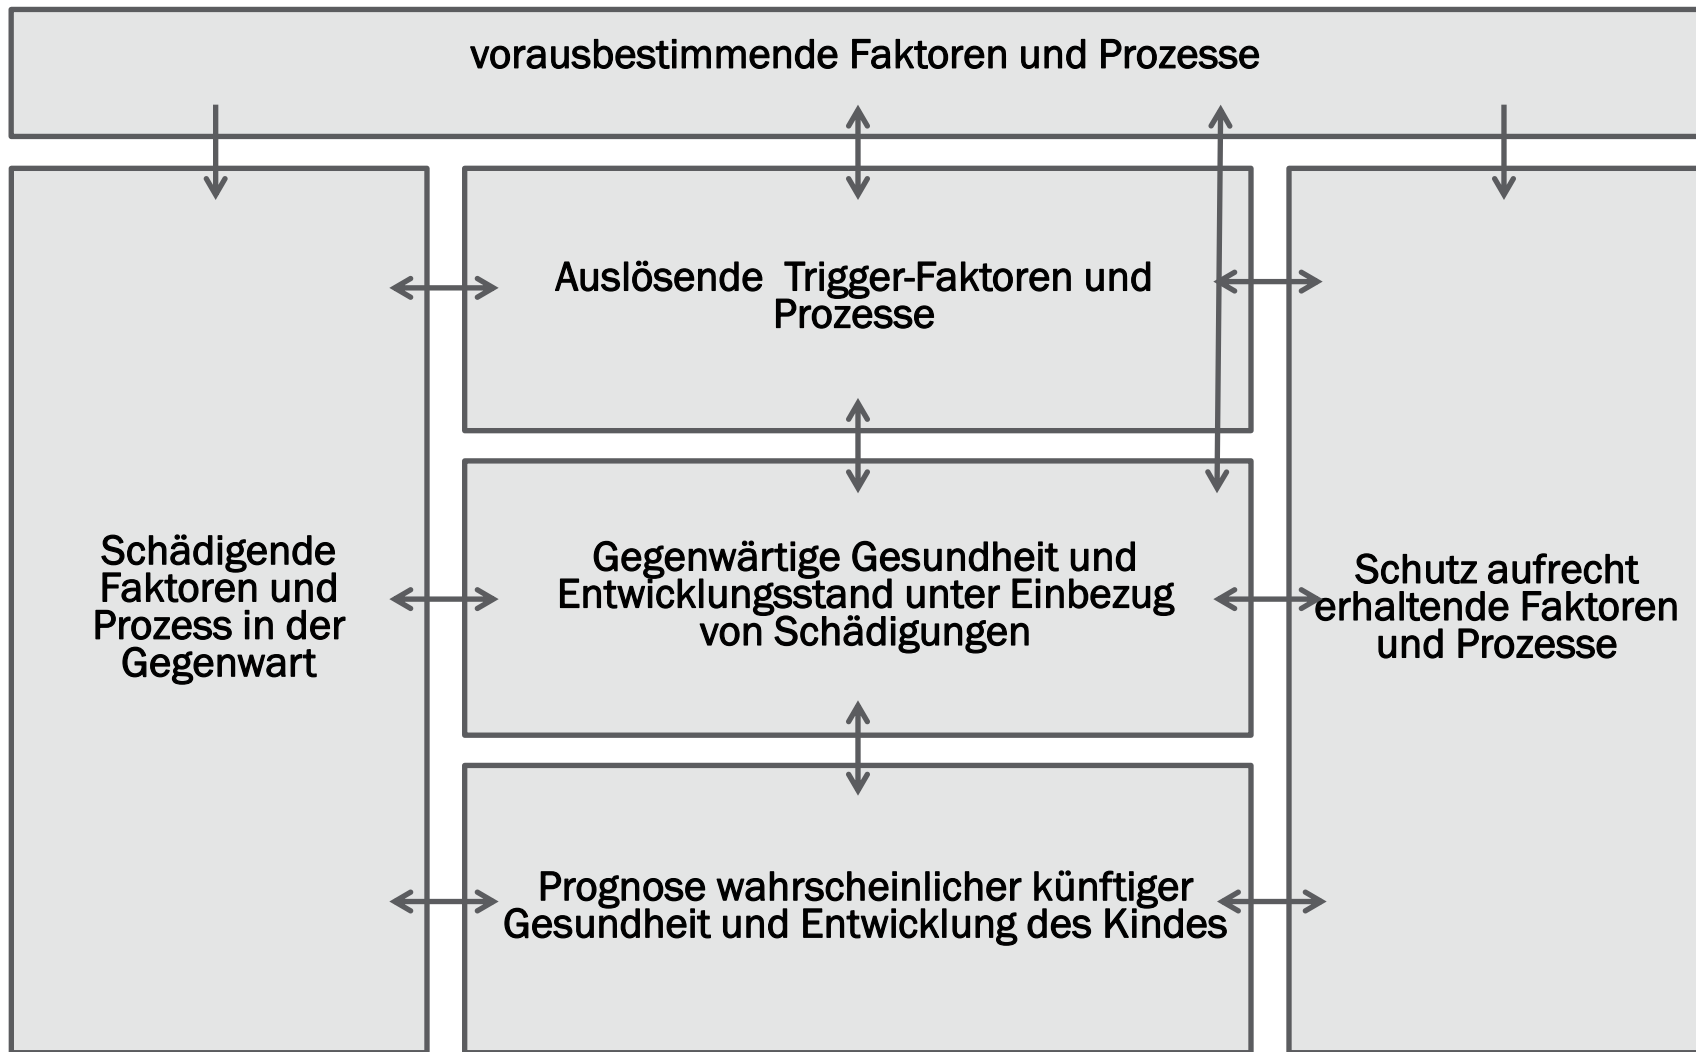 vorausbestimmende Faktoren und Prozesse
Auslösende  Trigger-Faktoren und
Prozesse
Schädigende
Faktoren und
Prozess in der
Gegenwart
Gegenwärtige Gesundheit und
Entwicklungsstand unter Einbezug
von Schädigungen
Schutz aufrecht
erhaltende Faktoren
und Prozesse
Prognose wahrscheinlicher künftiger
Gesundheit und Entwicklung des Kindes